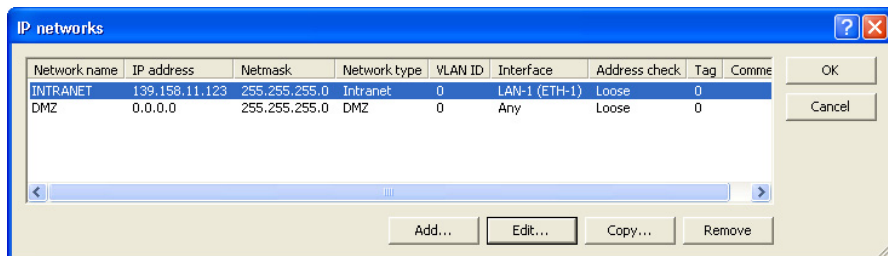 IP networks
Network name IP address Netmask Network type VLAN ID Interface Address check Tag Comme
INTRANET 139.158.11.123 255.255.255.0 Intranet 0 LAN-1 (ETH-1) Loose 0
DMZ 0.0.0.0 255.255.255.0 DMZ 0 Any Loose 0
OK
Cancel
Add... Edit... Copy... Remove